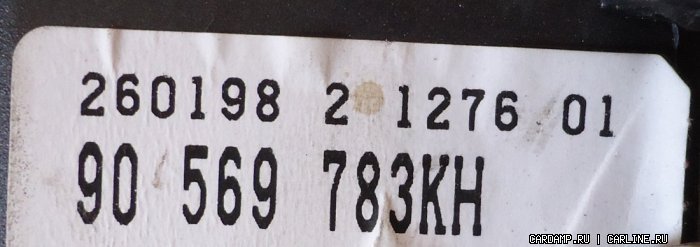 260198 2 1276 01
90 569 783KH
CARDAMP.RU | CARLINE.RU